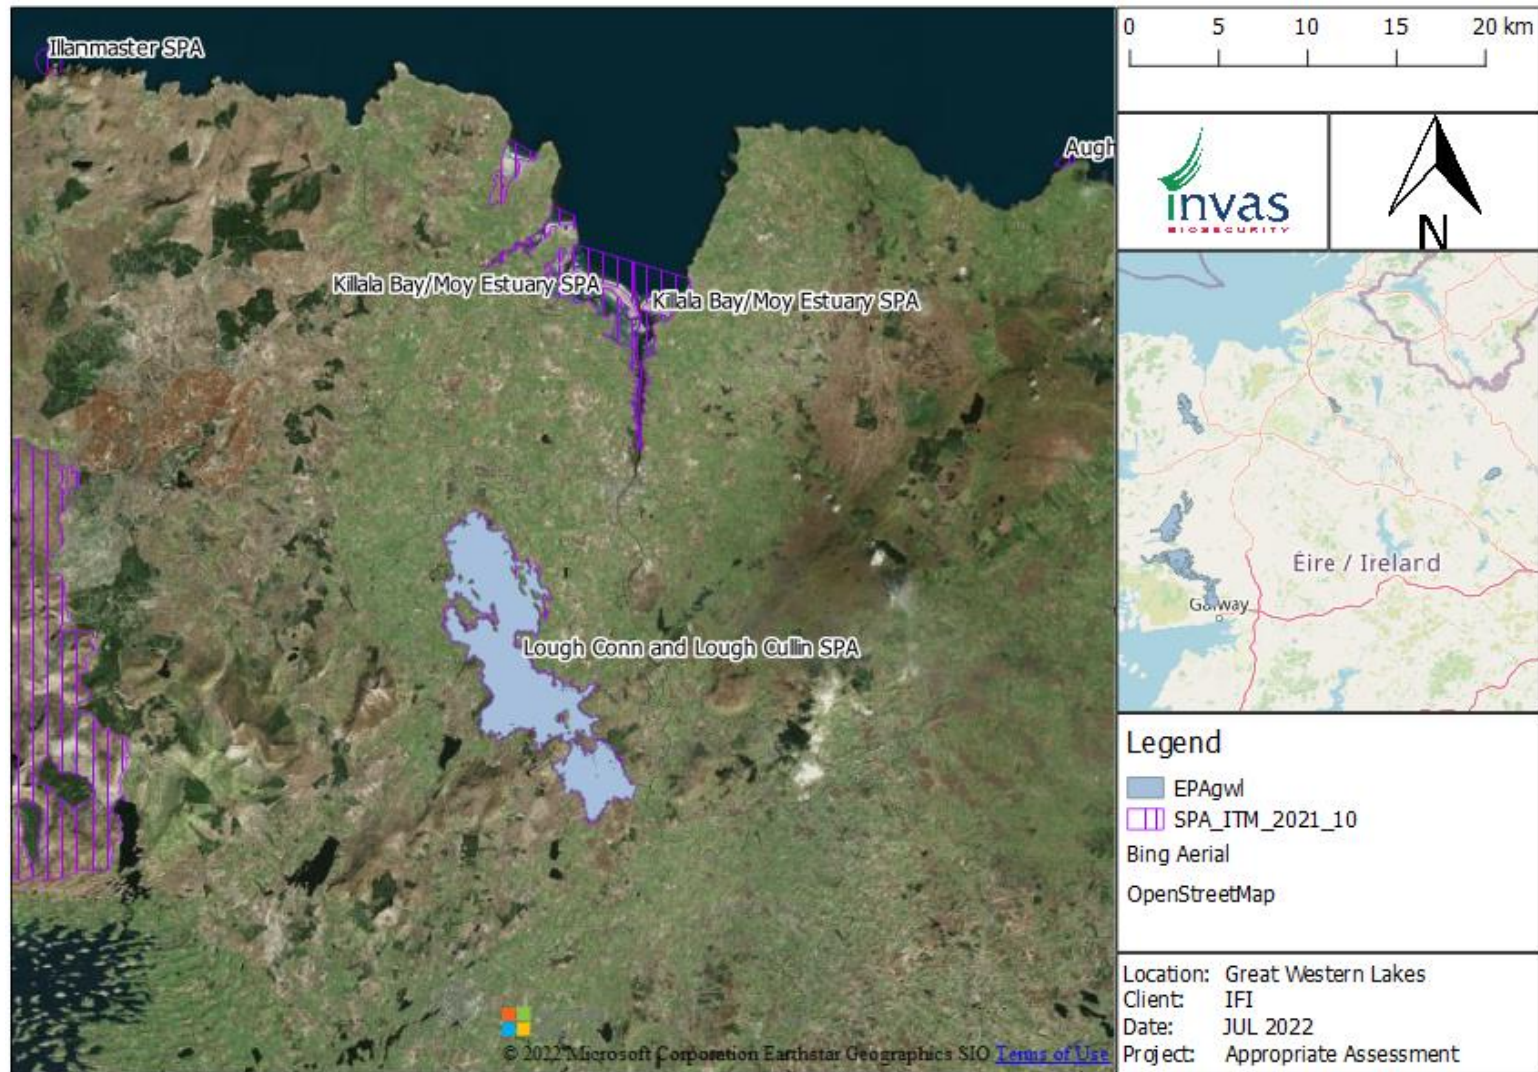 Illanmaster SPA
Augh
Killala Bay/Moy Estuary SPA
Killala Bay/Moy Estuary SPA
Lough Conn and Lough Cullin SPA
© 2022 Microsoft Corporation Earthstar Geographics SIO Terms of Use
0 5 10 15 20 km
invas
BIOSECURITY
N
Éire / Ireland
Galway
Legend
EPAgwl
SPA_ITM_2021_10
Bing Aerial
OpenStreetMap
Location: Great Western Lakes
Client: IFI
Date: JUL 2022
Project: Appropriate Assessment